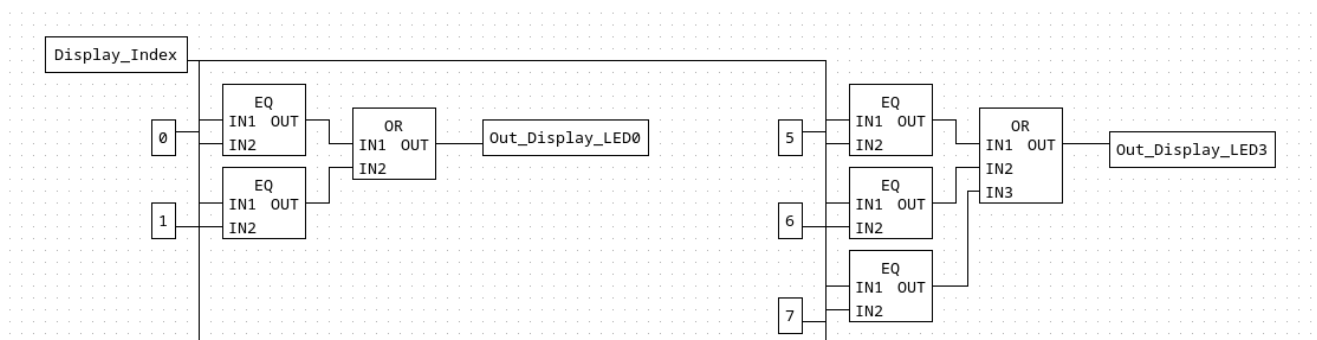 Display_Index
EQ
IN1 OUT
IN2
0
OR
IN1 OUT
IN2
Out_Display_LED0
EQ
IN1 OUT
IN2
1
EQ
IN1 OUT
IN2
5
OR
IN1 OUT
IN2
IN3
Out_Display_LED3
EQ
IN1 OUT
IN2
6
EQ
IN1 OUT
IN2
7